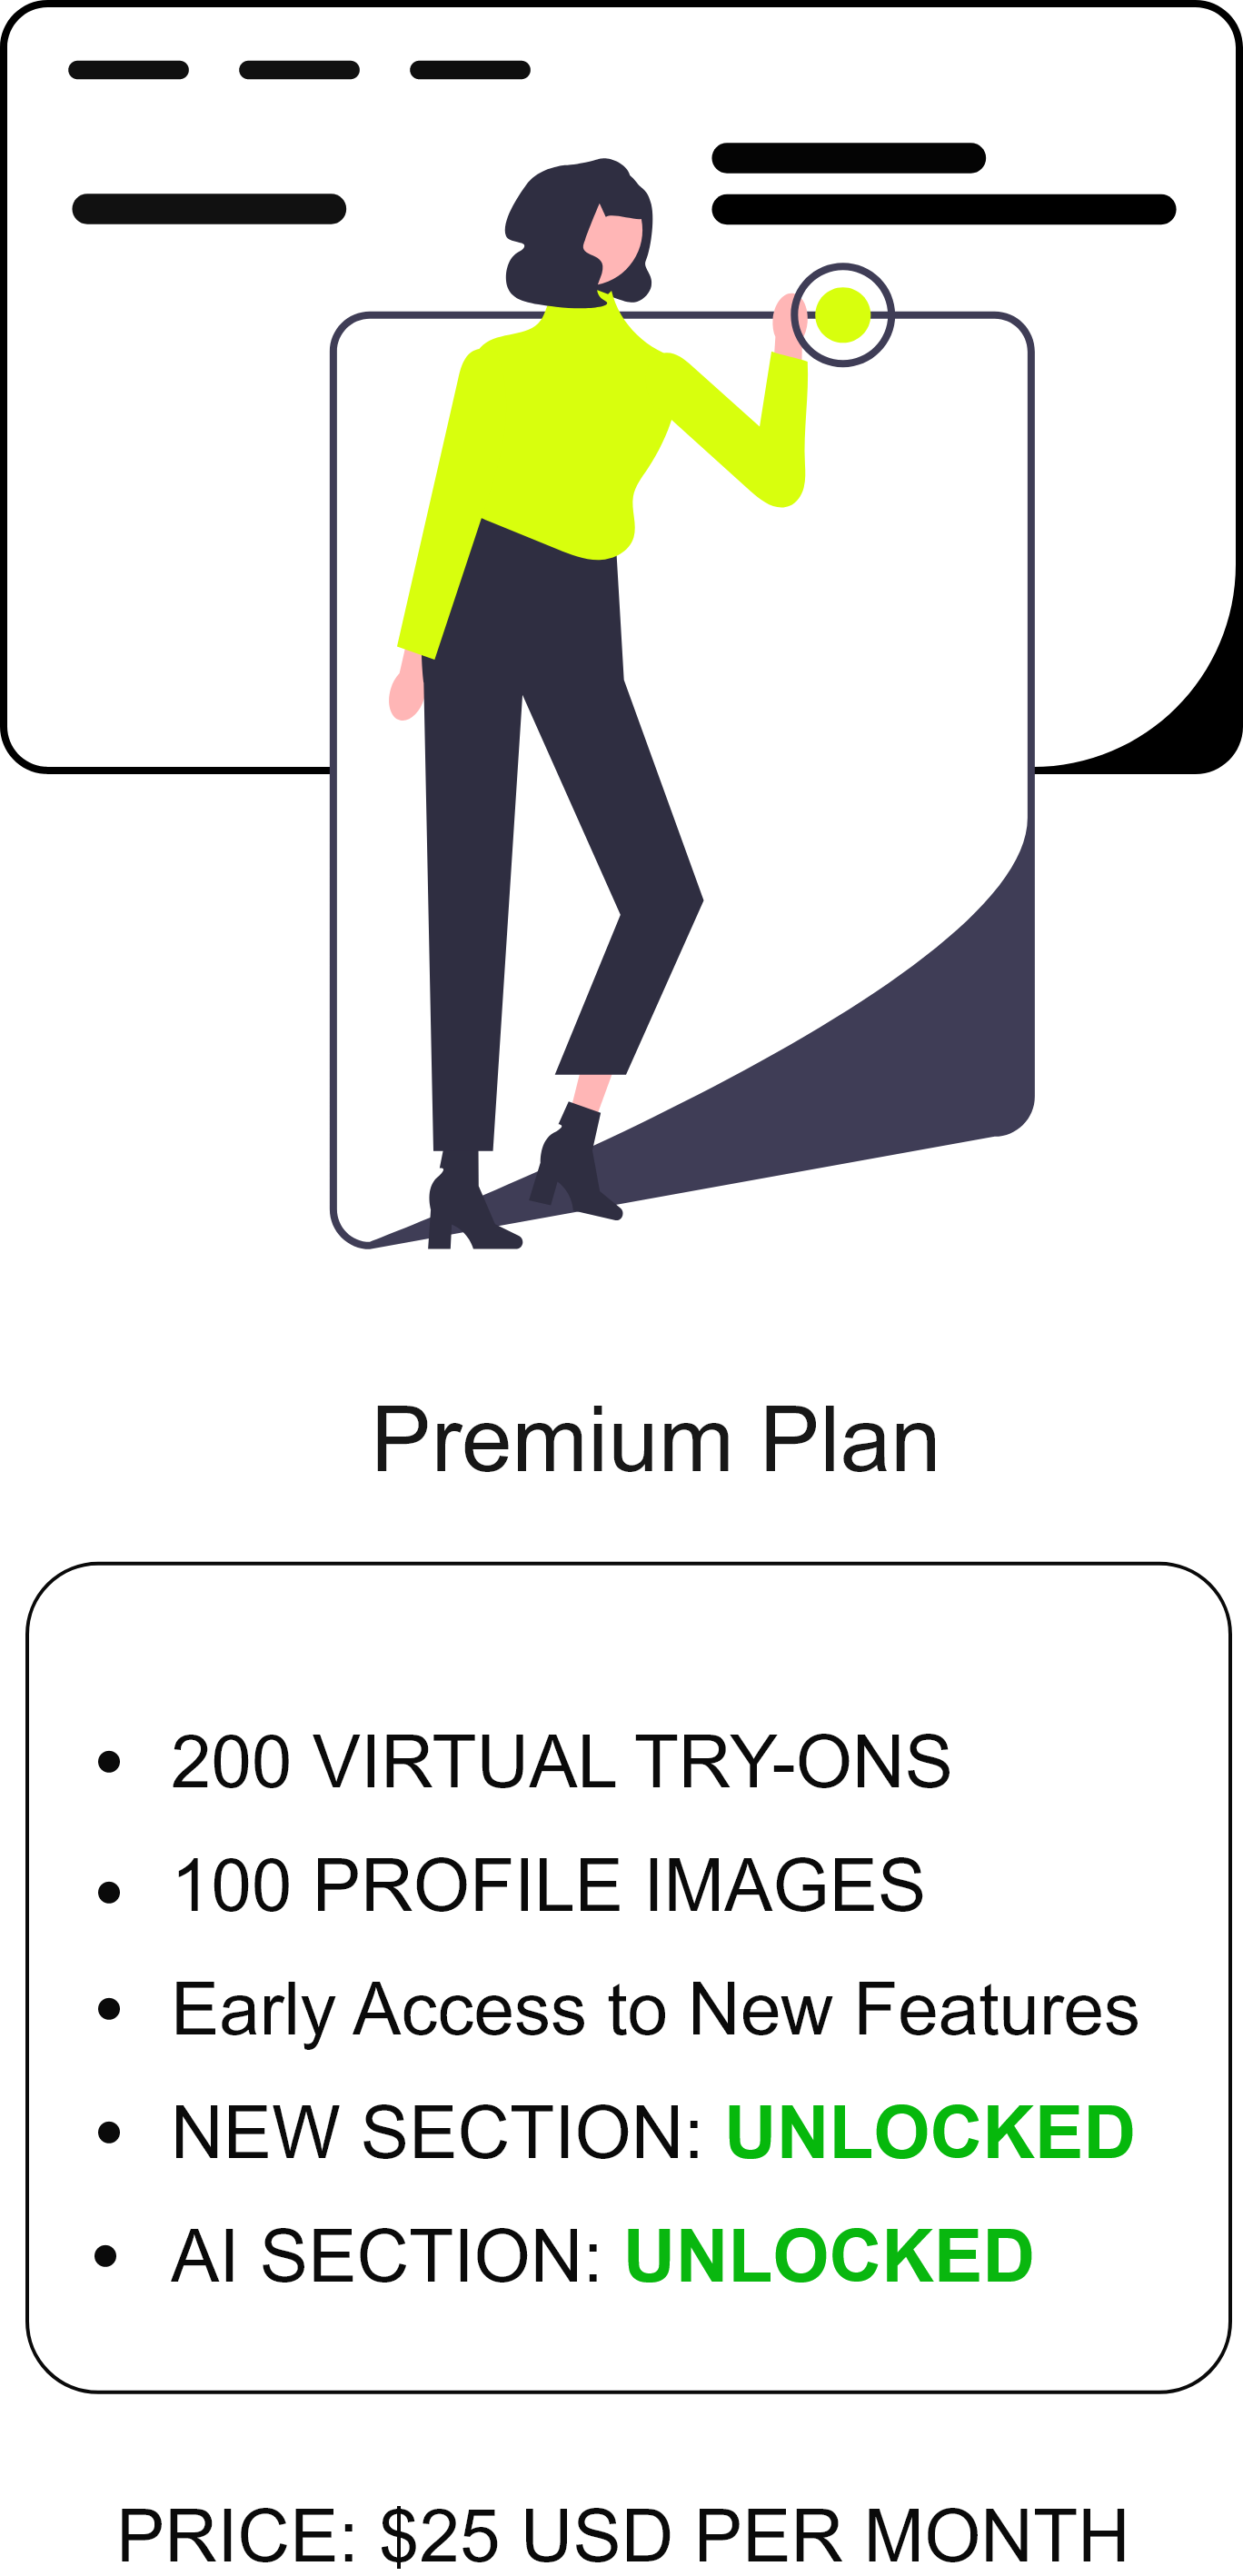 Premium Plan
• 200 VIRTUAL TRY-ONS
• 100 PROFILE IMAGES
• Early Access to New Features
• NEW SECTION: UNLOCKED
• AI SECTION: UNLOCKED
PRICE: $25 USD PER MONTH